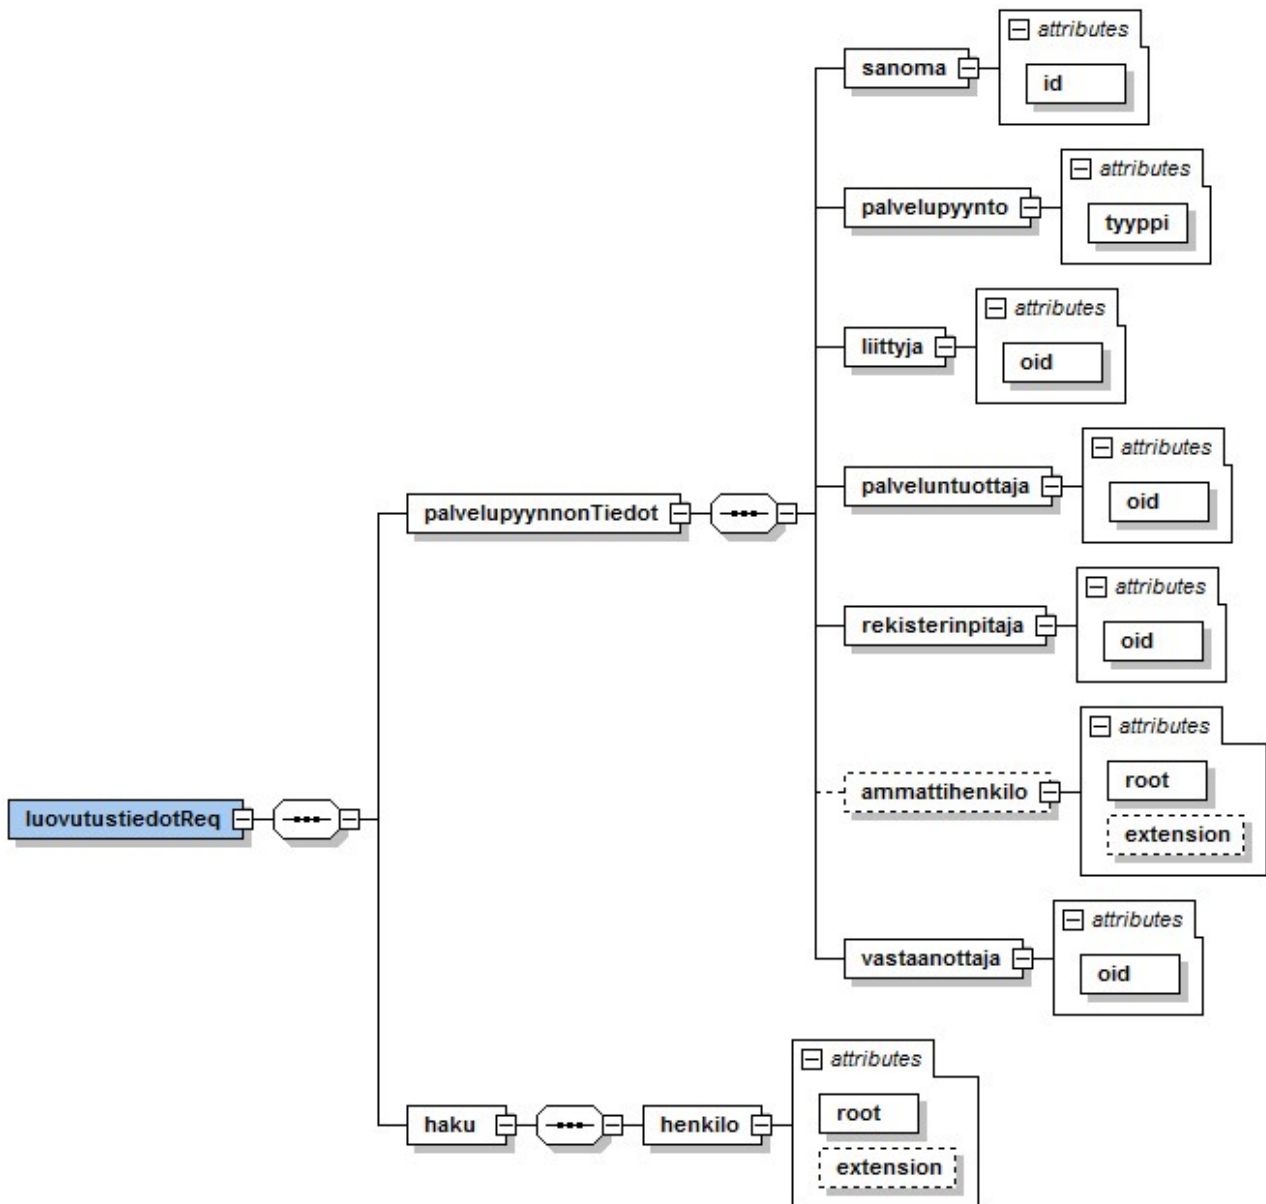 attributes
sanoma
id
attributes
palvelupyynto
tyyppi
attributes
liittyja
oid
attributes
palveluntuottaja
oid
palvelupyynnonTiedot
attributes
rekisterinpitaja
oid
attributes
root
ammattihenkilo
extension
luovutustiedotReq
attributes
vastaanottaja
oid
attributes
root
haku
henkilo
extension